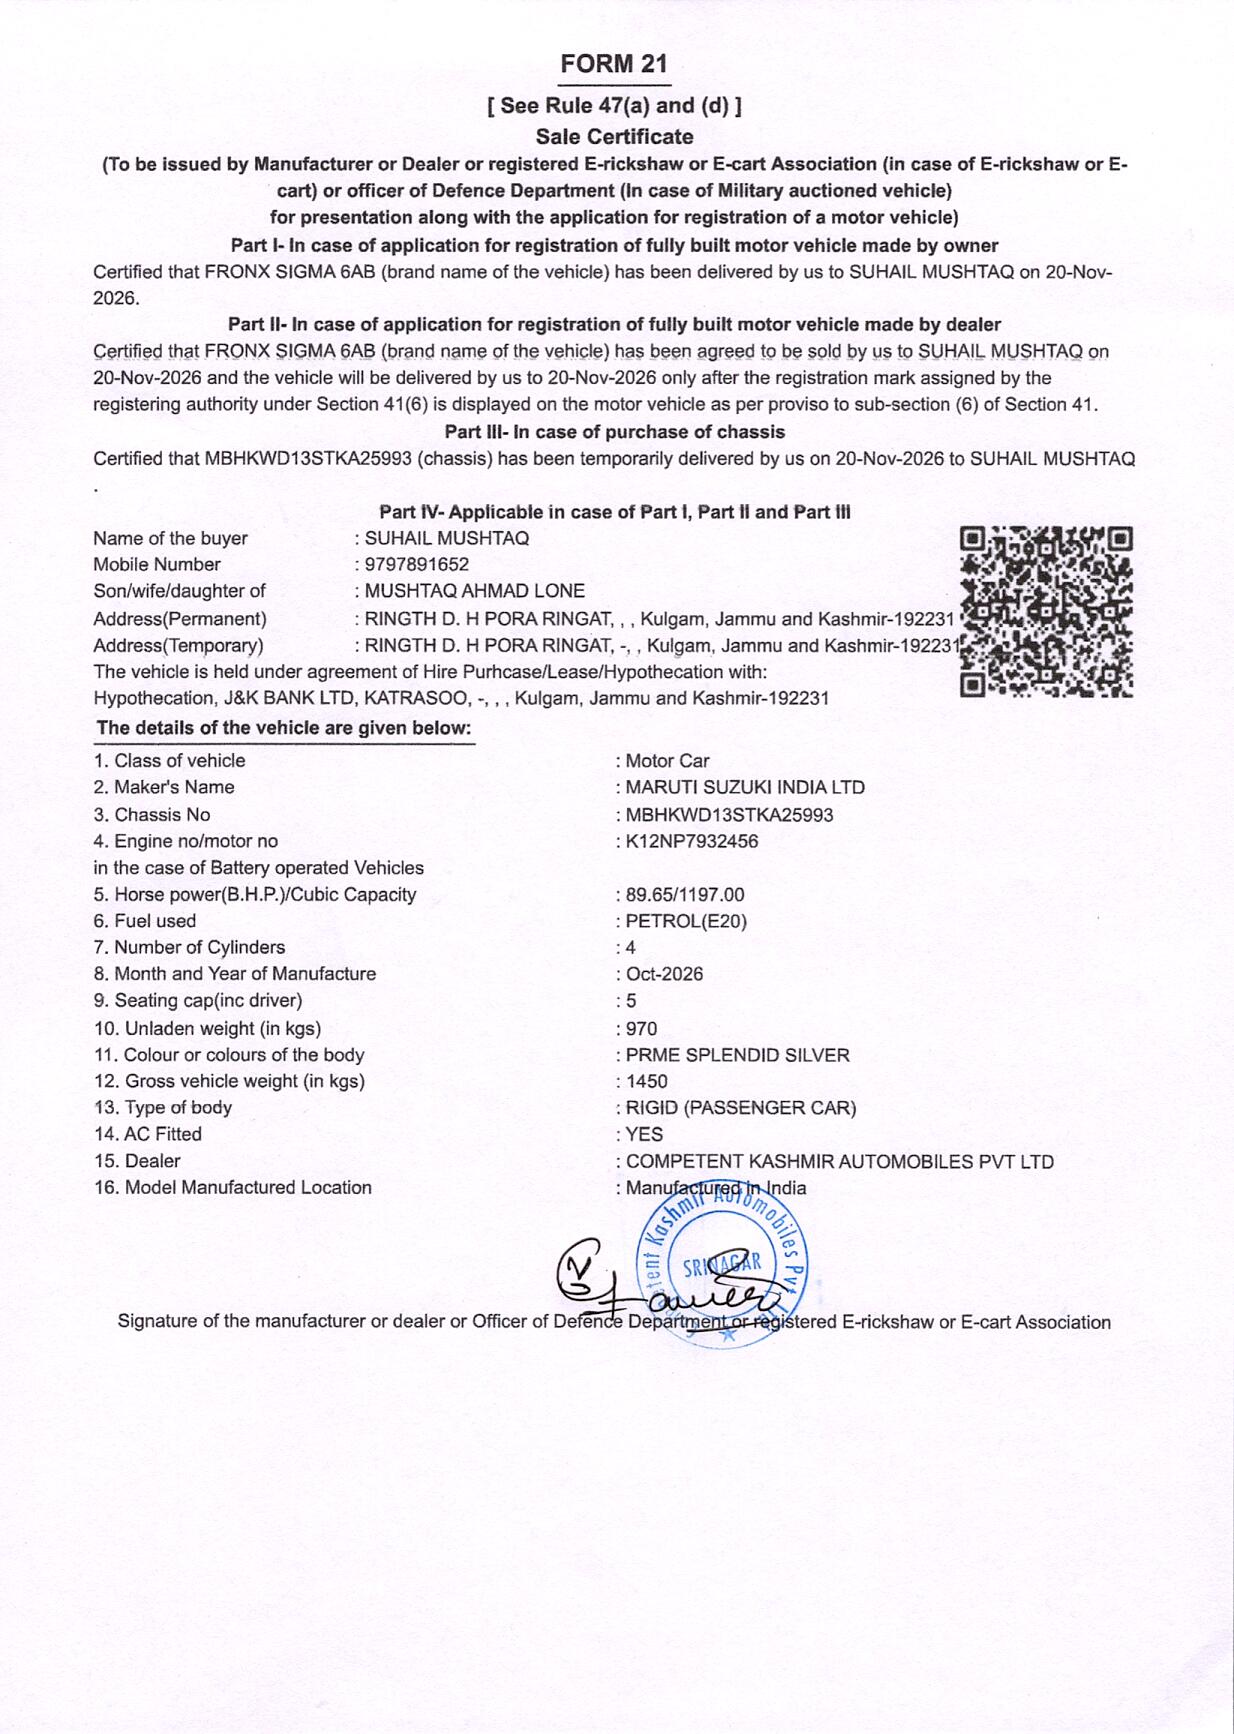 FORM 21
[ See Rule 47(a) and (d) ]
Sale Certificate
(To be issued by Manufacturer or Dealer or registered E-rickshaw or E-cart Association (in case of E-rickshaw or E-
cart) or officer of Defence Department (In case of Military auctioned vehicle)
for presentation along with the application for registration of a motor vehicle)
Part I- In case of application for registration of fully built motor vehicle made by owner
Certified that FRONX SIGMA 6AB (brand name of the vehicle) has been delivered by us to SUHAIL MUSHTAQ on 20-Nov-
2026.
Part II- In case of application for registration of fully built motor vehicle made by dealer
Certified that FRONX SIGMA 6AB (brand name of the vehicle) has been agreed to be sold by us to SUHAIL MUSHTAQ on
20-Nov-2026 and the vehicle will be delivered by us to 20-Nov-2026 only after the registration mark assigned by the
registering authority under Section 41(6) is displayed on the motor vehicle as per proviso to sub-section (6) of Section 41.
Part III- In case of purchase of chassis
Certified that MBHKWD13STKA25993 (chassis) has been temporarily delivered by us on 20-Nov-2026 to SUHAIL MUSHTAQ
.
Part IV- Applicable in case of Part I, Part II and Part III
Name of the buyer : SUHAIL MUSHTAQ
Mobile Number : 9797891652
Son/wife/daughter of : MUSHTAQ AHMAD LONE
Address(Permanent) : RINGTH D. H PORA RINGAT, , , Kulgam, Jammu and Kashmir-192231
Address(Temporary) : RINGTH D. H PORA RINGAT, -, , Kulgam, Jammu and Kashmir-192231
The vehicle is held under agreement of Hire Purhcase/Lease/Hypothecation with:
Hypothecation, J&K BANK LTD, KATRASOO, -, , , Kulgam, Jammu and Kashmir-192231
The details of the vehicle are given below:
1. Class of vehicle : Motor Car
2. Maker's Name : MARUTI SUZUKI INDIA LTD
3. Chassis No : MBHKWD13STKA25993
4. Engine no/motor no : K12NP7932456
in the case of Battery operated Vehicles
5. Horse power(B.H.P.)/Cubic Capacity : 89.65/1197.00
6. Fuel used : PETROL(E20)
7. Number of Cylinders : 4
8. Month and Year of Manufacture : Oct-2026
9. Seating cap(inc driver) : 5
10. Unladen weight (in kgs) : 970
11. Colour or colours of the body : PRME SPLENDID SILVER
12. Gross vehicle weight (in kgs) : 1450
13. Type of body : RIGID (PASSENGER CAR)
14. AC Fitted : YES
15. Dealer : COMPETENT KASHMIR AUTOMOBILES PVT LTD
16. Model Manufactured Location : Manufactured in India
Competent Kashmir Automobiles Pvt Ltd
SRINAGAR
Signature of the manufacturer or dealer or Officer of Defence Department or registered E-rickshaw or E-cart Association